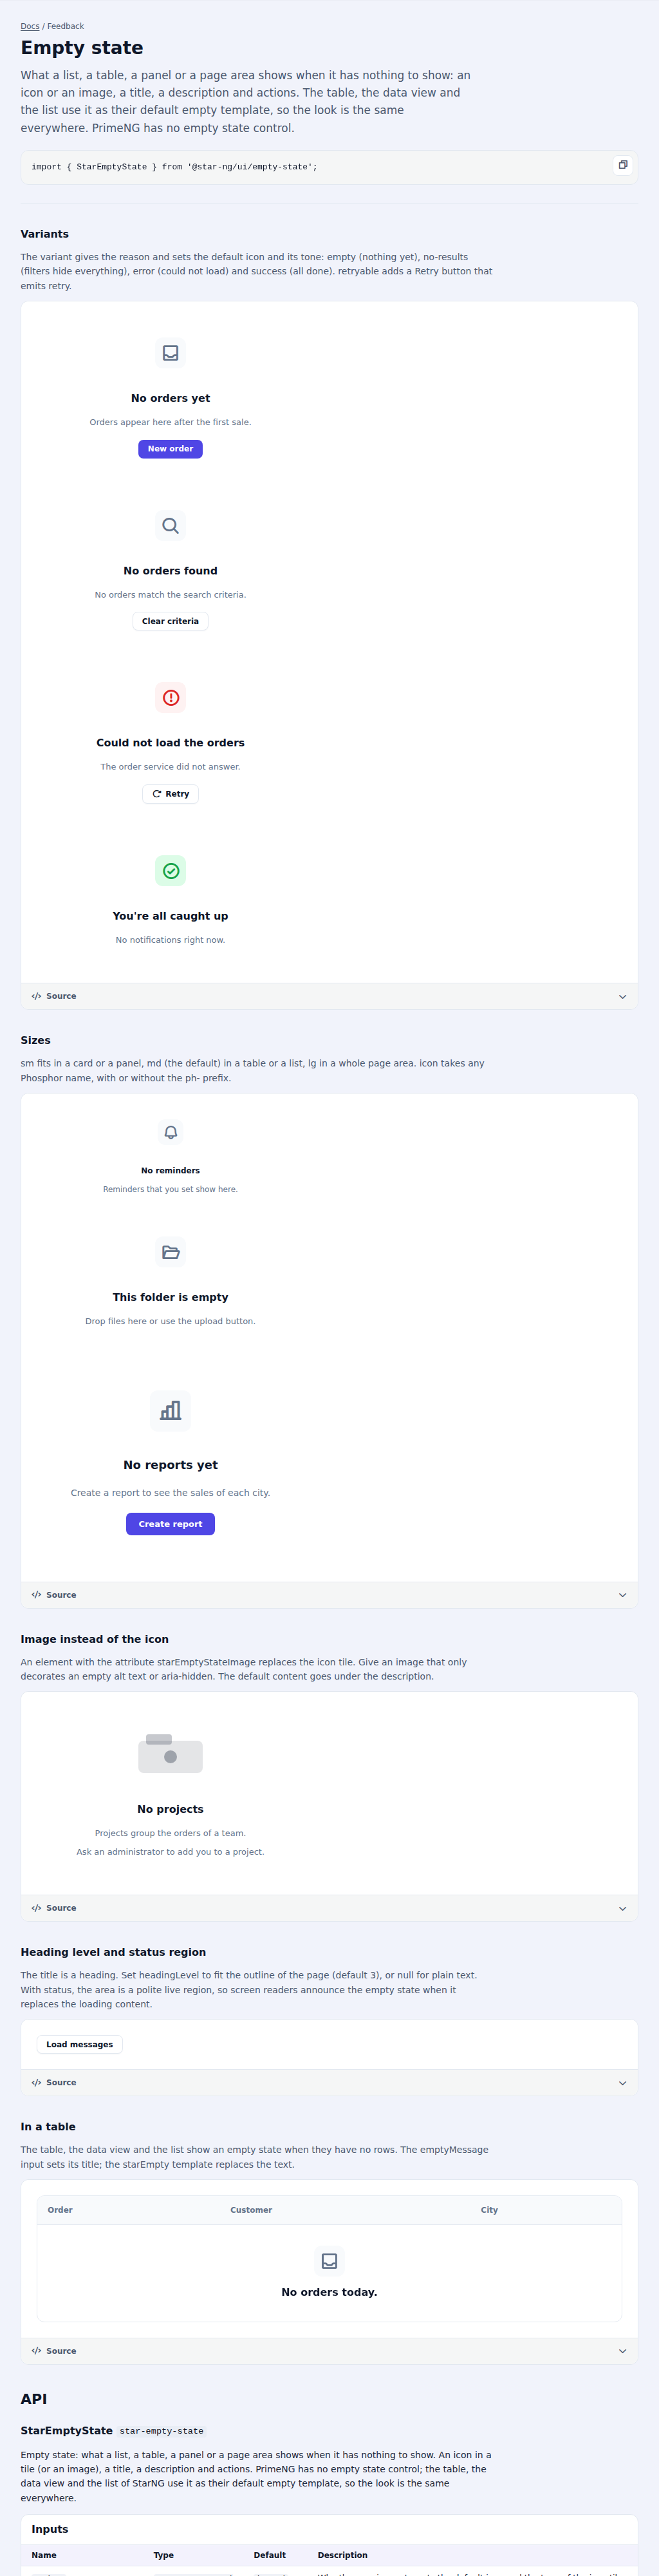 Docs / Feedback
Empty state
What a list, a table, a panel or a page area shows when it has nothing to show: an
icon or an image, a title, a description and actions. The table, the data view and
the list use it as their default empty template, so the look is the same
everywhere. PrimeNG has no empty state control.
import { StarEmptyState } from '@star-ng/ui/empty-state';
Variants
The variant gives the reason and sets the default icon and its tone: empty (nothing yet), no-results
(filters hide everything), error (could not load) and success (all done). retryable adds a Retry button that
emits retry.
No orders yet
Orders appear here after the first sale.
New order
No orders found
No orders match the search criteria.
Clear criteria
Could not load the orders
The order service did not answer.
Retry
You're all caught up
No notifications right now.
Source
Sizes
sm fits in a card or a panel, md (the default) in a table or a list, lg in a whole page area. icon takes any
Phosphor name, with or without the ph- prefix.
No reminders
Reminders that you set show here.
This folder is empty
Drop files here or use the upload button.
No reports yet
Create a report to see the sales of each city.
Create report
Source
Image instead of the icon
An element with the attribute starEmptyStateImage replaces the icon tile. Give an image that only
decorates an empty alt text or aria-hidden. The default content goes under the description.
No projects
Projects group the orders of a team.
Ask an administrator to add you to a project.
Source
Heading level and status region
The title is a heading. Set headingLevel to fit the outline of the page (default 3), or null for plain text.
With status, the area is a polite live region, so screen readers announce the empty state when it
replaces the loading content.
Load messages
Source
In a table
The table, the data view and the list show an empty state when they have no rows. The emptyMessage
input sets its title; the starEmpty template replaces the text.
Order Customer City
No orders today.
Source
API
StarEmptyState star-empty-state
Empty state: what a list, a table, a panel or a page area shows when it has nothing to show. An icon in a
tile (or an image), a title, a description and actions. PrimeNG has no empty state control; the table, the
data view and the list of StarNG use it as their default empty template, so the look is the same
everywhere.
Inputs
Name Type Default Description